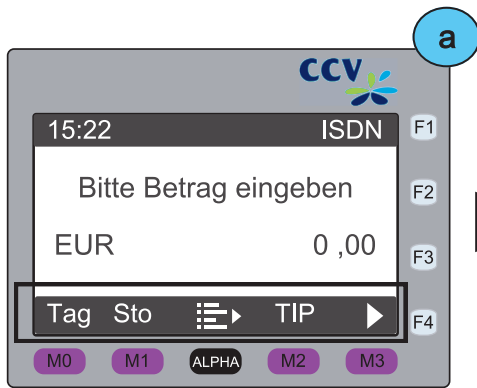 a
CCV
15:22 ISDN F1
Bitte Betrag eingeben F2
EUR 0 ,00 F3
Tag Sto TIP F4
M0 M1 ALPHA M2 M3